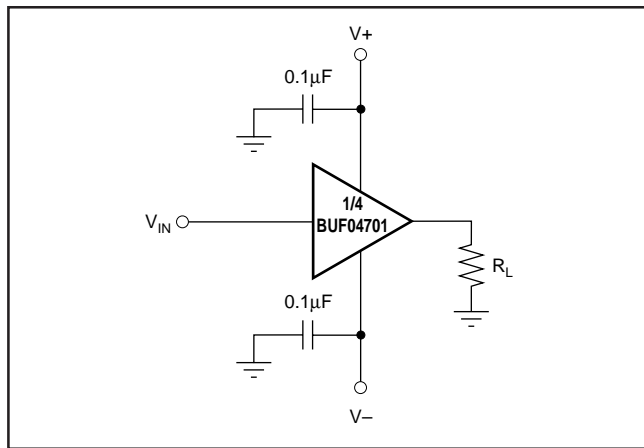 V+
0.1μF
1/4
BUF04701
V_IN
R_L
0.1μF
V–